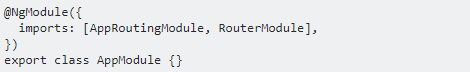 @NgModule({
  imports: [AppRoutingModule, RouterModule],
})
export class AppModule {}